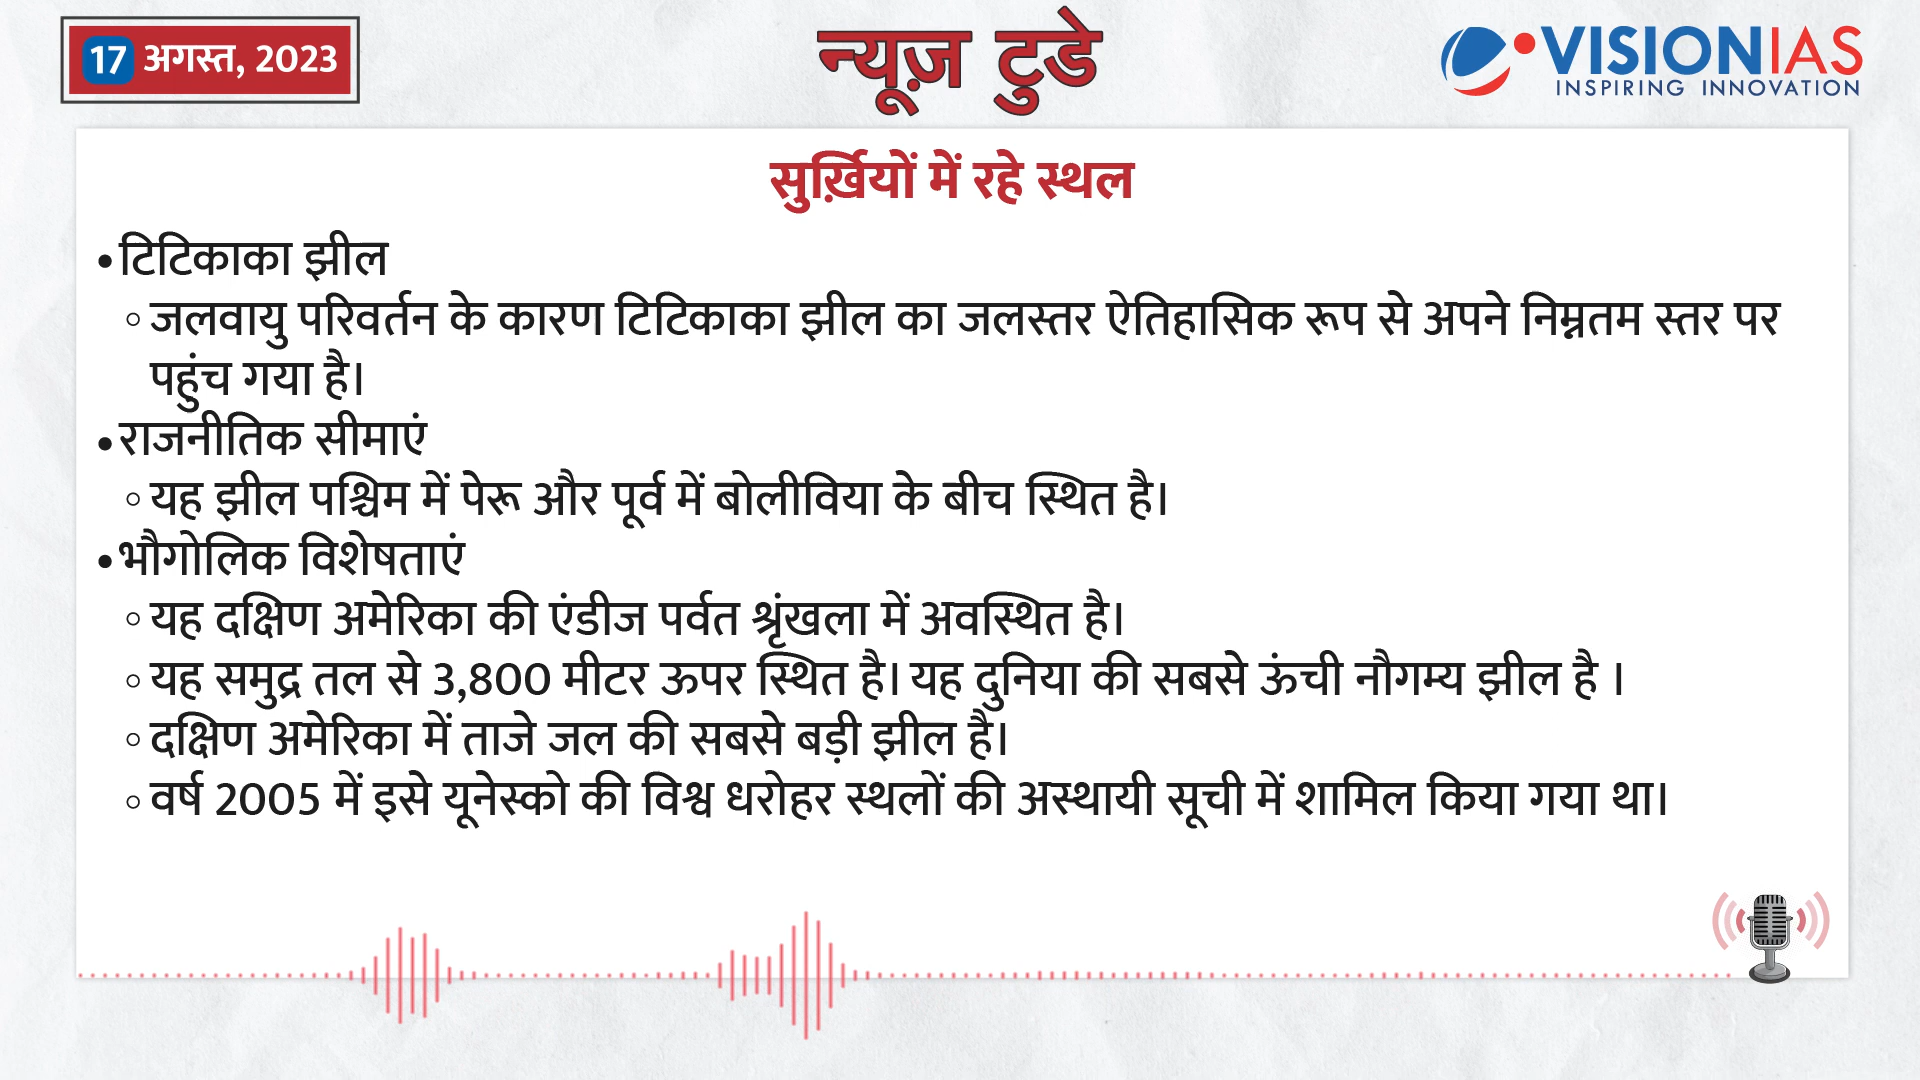 17 अगस्त, 2023
न्यूज़ टुडे
VISIONIAS
INSPIRING INNOVATION
सुर्ख़ियों में रहे स्थल
•टिटिकाका झील
◦जलवायु परिवर्तन के कारण टिटिकाका झील का जलस्तर ऐतिहासिक रूप से अपने निम्नतम स्तर पर
पहुंच गया है।
•राजनीतिक सीमाएं
◦यह झील पश्चिम में पेरू और पूर्व में बोलीविया के बीच स्थित है।
•भौगोलिक विशेषताएं
◦यह दक्षिण अमेरिका की एंडीज पर्वत श्रृंखला में अवस्थित है।
◦यह समुद्र तल से 3,800 मीटर ऊपर स्थित है। यह दुनिया की सबसे ऊंची नौगम्य झील है ।
◦दक्षिण अमेरिका में ताजे जल की सबसे बड़ी झील है।
◦वर्ष 2005 में इसे यूनेस्को की विश्व धरोहर स्थलों की अस्थायी सूची में शामिल किया गया था।